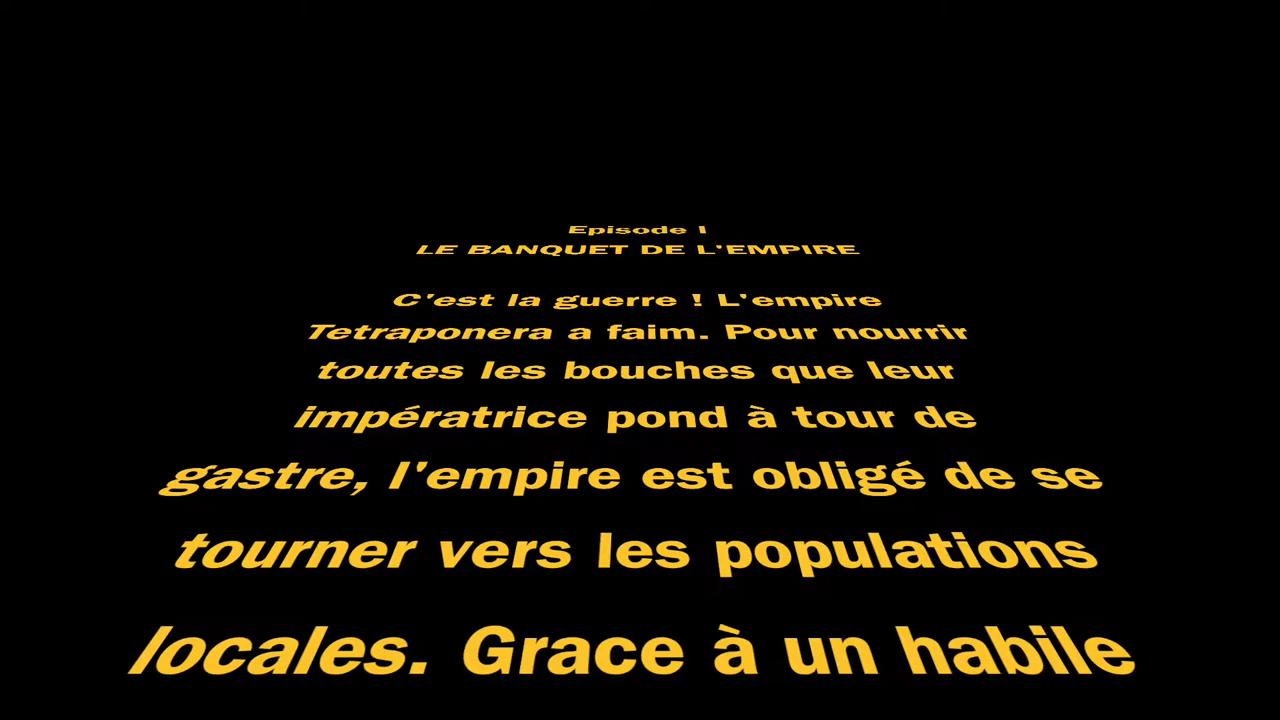 Episode I
LE BANQUET DE L'EMPIRE
C'est la guerre ! L'empire
Tetraponera a faim. Pour nourrir
toutes les bouches que leur
impératrice pond à tour de
gastre, l'empire est obligé de se
tourner vers les populations
locales. Grace à un habile